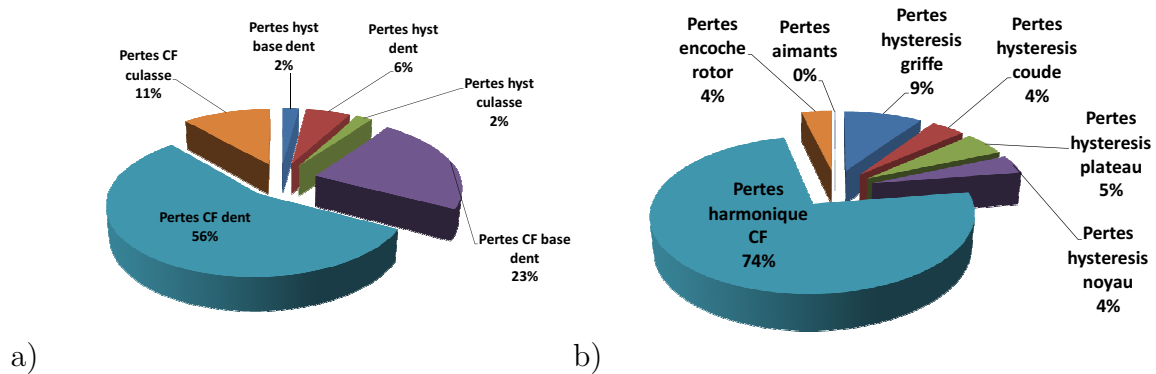 Pertes hyst
base dent
2%
Pertes hyst
dent
6%
Pertes hyst
culasse
2%
Pertes CF
culasse
11%
Pertes CF dent
56%
Pertes CF base
dent
23%
a)
Pertes
encoche
rotor
4%
Pertes
aimants
0%
Pertes
hysteresis
griffe
9%
Pertes
hysteresis
coude
4%
Pertes
hysteresis
plateau
5%
Pertes
hysteresis
noyau
4%
Pertes
harmonique
CF
74%
b)